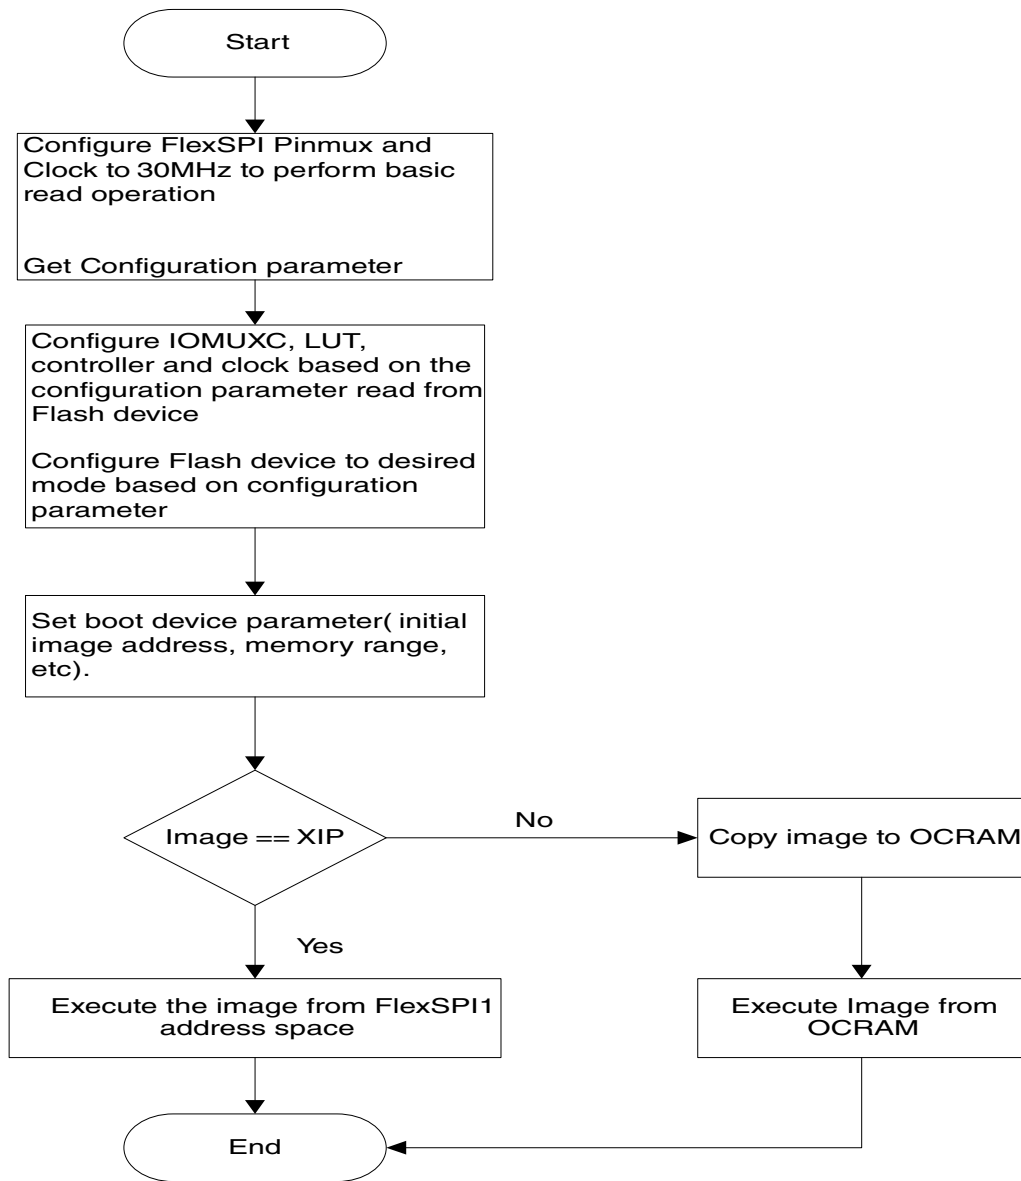 Start
Configure FlexSPI Pinmux and
Clock to 30MHz to perform basic
read operation
Get Configuration parameter
Configure IOMUXC, LUT,
controller and clock based on the
configuration parameter read from
Flash device
Configure Flash device to desired
mode based on configuration
parameter
Set boot device parameter( initial
image address, memory range,
etc).
Image == XIP
No
Copy image to OCRAM
Yes
Execute the image from FlexSPI1
address space
Execute Image from
OCRAM
End